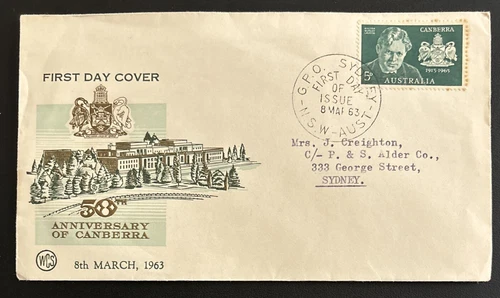 FIRST DAY COVER
50TH
ANNIVERSARY
OF CANBERRA
WCS
8th MARCH, 1963
G.P.O. SYDNEY
FIRST DAY
OF
ISSUE
8 MAR 63
N.S.W-AUST
CANBERRA
5D
1913-1963
AUSTRALIA
Mrs. J. Creighton,
C/- P. & S. Alder Co.,
333 George Street,
SYDNEY.